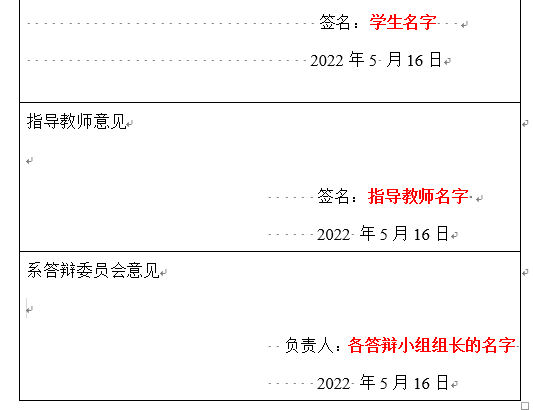 签名：学生名字
2022 年 5 月 16 日
指导教师意见
签名：指导教师名字
2022 年 5 月 16 日
系答辩委员会意见
负责人：各答辩小组组长的名字
2022 年 5 月 16 日